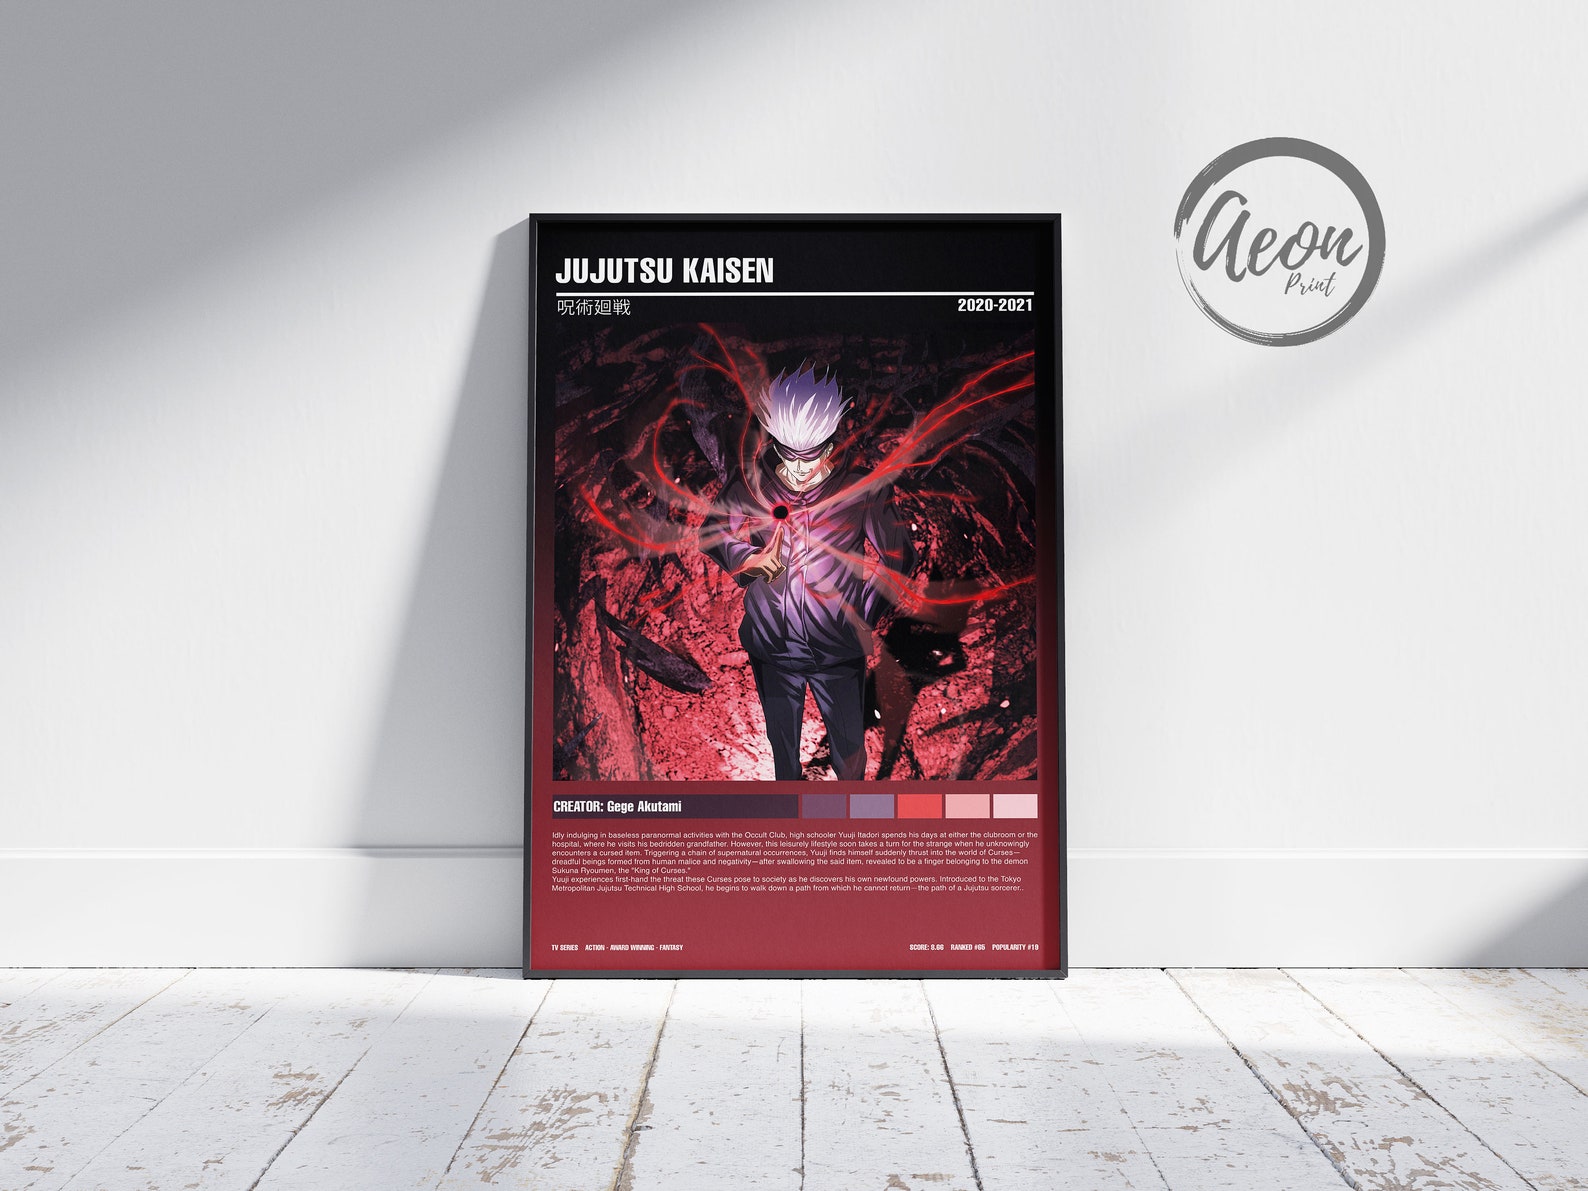 JUJUTSU KAISEN
呪術廻戦
2020-2021
aeon
Print
CREATOR: Gege Akutami
Idly indulging in baseless paranormal activities with the Occult Club, high schooler Yuuji Itadori spends his days at either the clubroom or the
hospital, where he visits his bedridden grandfather. However, this leisurely lifestyle soon takes a turn for the strange when he unknowingly
encounters a cursed item. Triggering a chain of supernatural occurrences, Yuuji finds himself suddenly thrust into the world of Curses—
dreadful beings formed from human malice and negativity—after swallowing the said item, revealed to be a finger belonging to the demon
Sukuna Ryoumen, the "King of Curses."
Yuuji experiences first-hand the threat these Curses pose to society as he discovers his own newfound powers. Introduced to the Tokyo
Metropolitan Jujutsu Technical High School, he begins to walk down a path from which he cannot return—the path of a Jujutsu sorcerer..
TV SERIES ACTION - AWARD WINNING - FANTASY
SCORE: 8.66 RANKED #65 POPULARITY #19